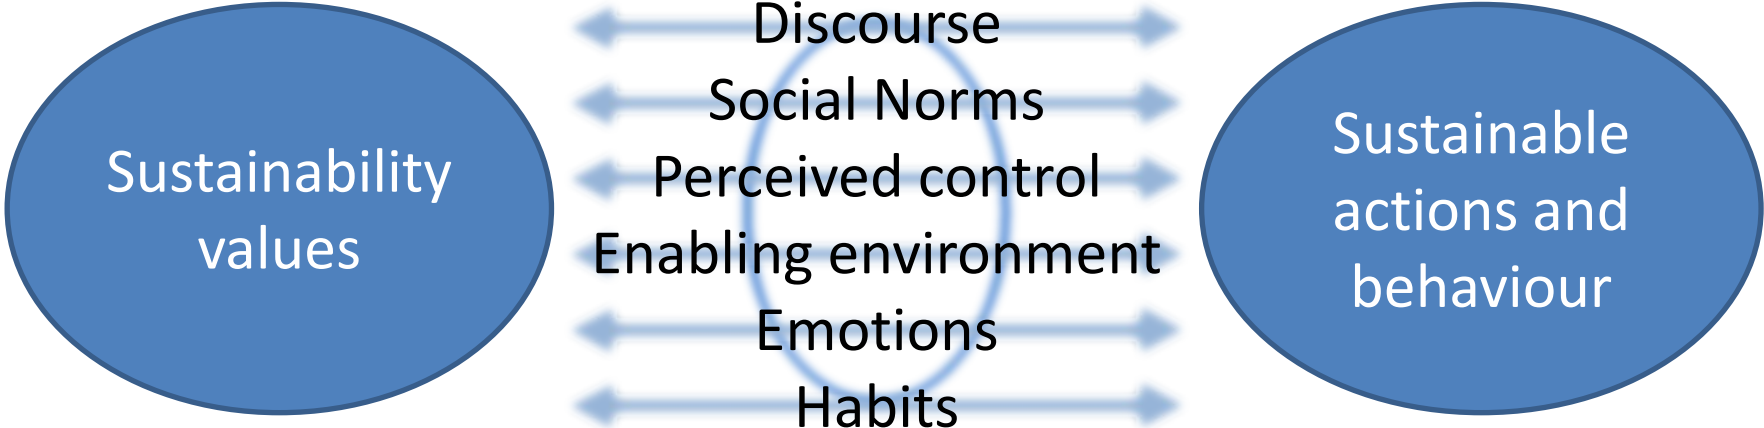 Sustainability
values
Discourse
Social Norms
Perceived control
Enabling environment
Emotions
Habits
Sustainable
actions and
behaviour